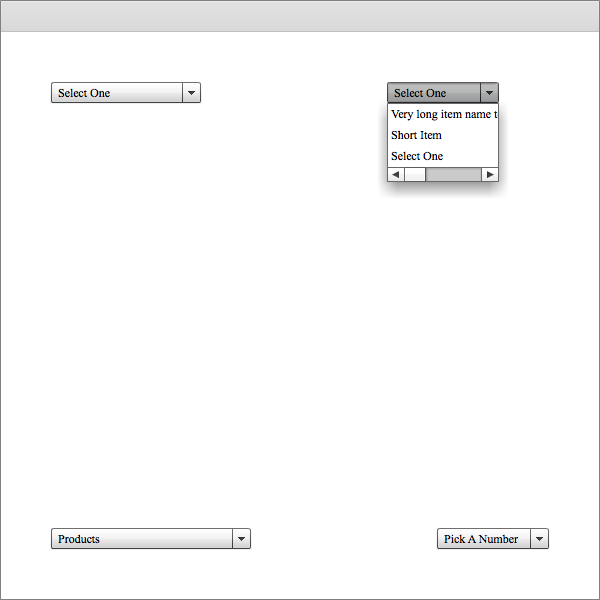 Select One
Select One
Very long item name t
Short Item
Select One
Products
Pick A Number